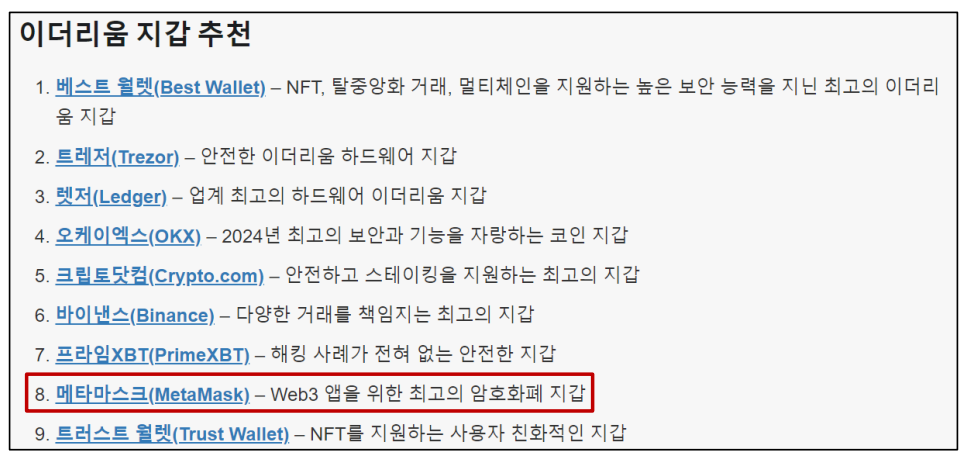 이더리움 지갑 추천
1. 베스트 월렛(Best Wallet) – NFT, 탈중앙화 거래, 멀티체인을 지원하는 높은 보안 능력을 지닌 최고의 이더리
움 지갑
2. 트레저(Trezor) – 안전한 이더리움 하드웨어 지갑
3. 렛저(Ledger) – 업계 최고의 하드웨어 이더리움 지갑
4. 오케이엑스(OKX) – 2024년 최고의 보안과 기능을 자랑하는 코인 지갑
5. 크립토닷컴(Crypto.com) – 안전하고 스테이킹을 지원하는 최고의 지갑
6. 바이낸스(Binance) – 다양한 거래를 책임지는 최고의 지갑
7. 프라임XBT(PrimeXBT) – 해킹 사례가 전혀 없는 안전한 지갑
8. 메타마스크(MetaMask) – Web3 앱을 위한 최고의 암호화폐 지갑
9. 트러스트 월렛(Trust Wallet) – NFT를 지원하는 사용자 친화적인 지갑